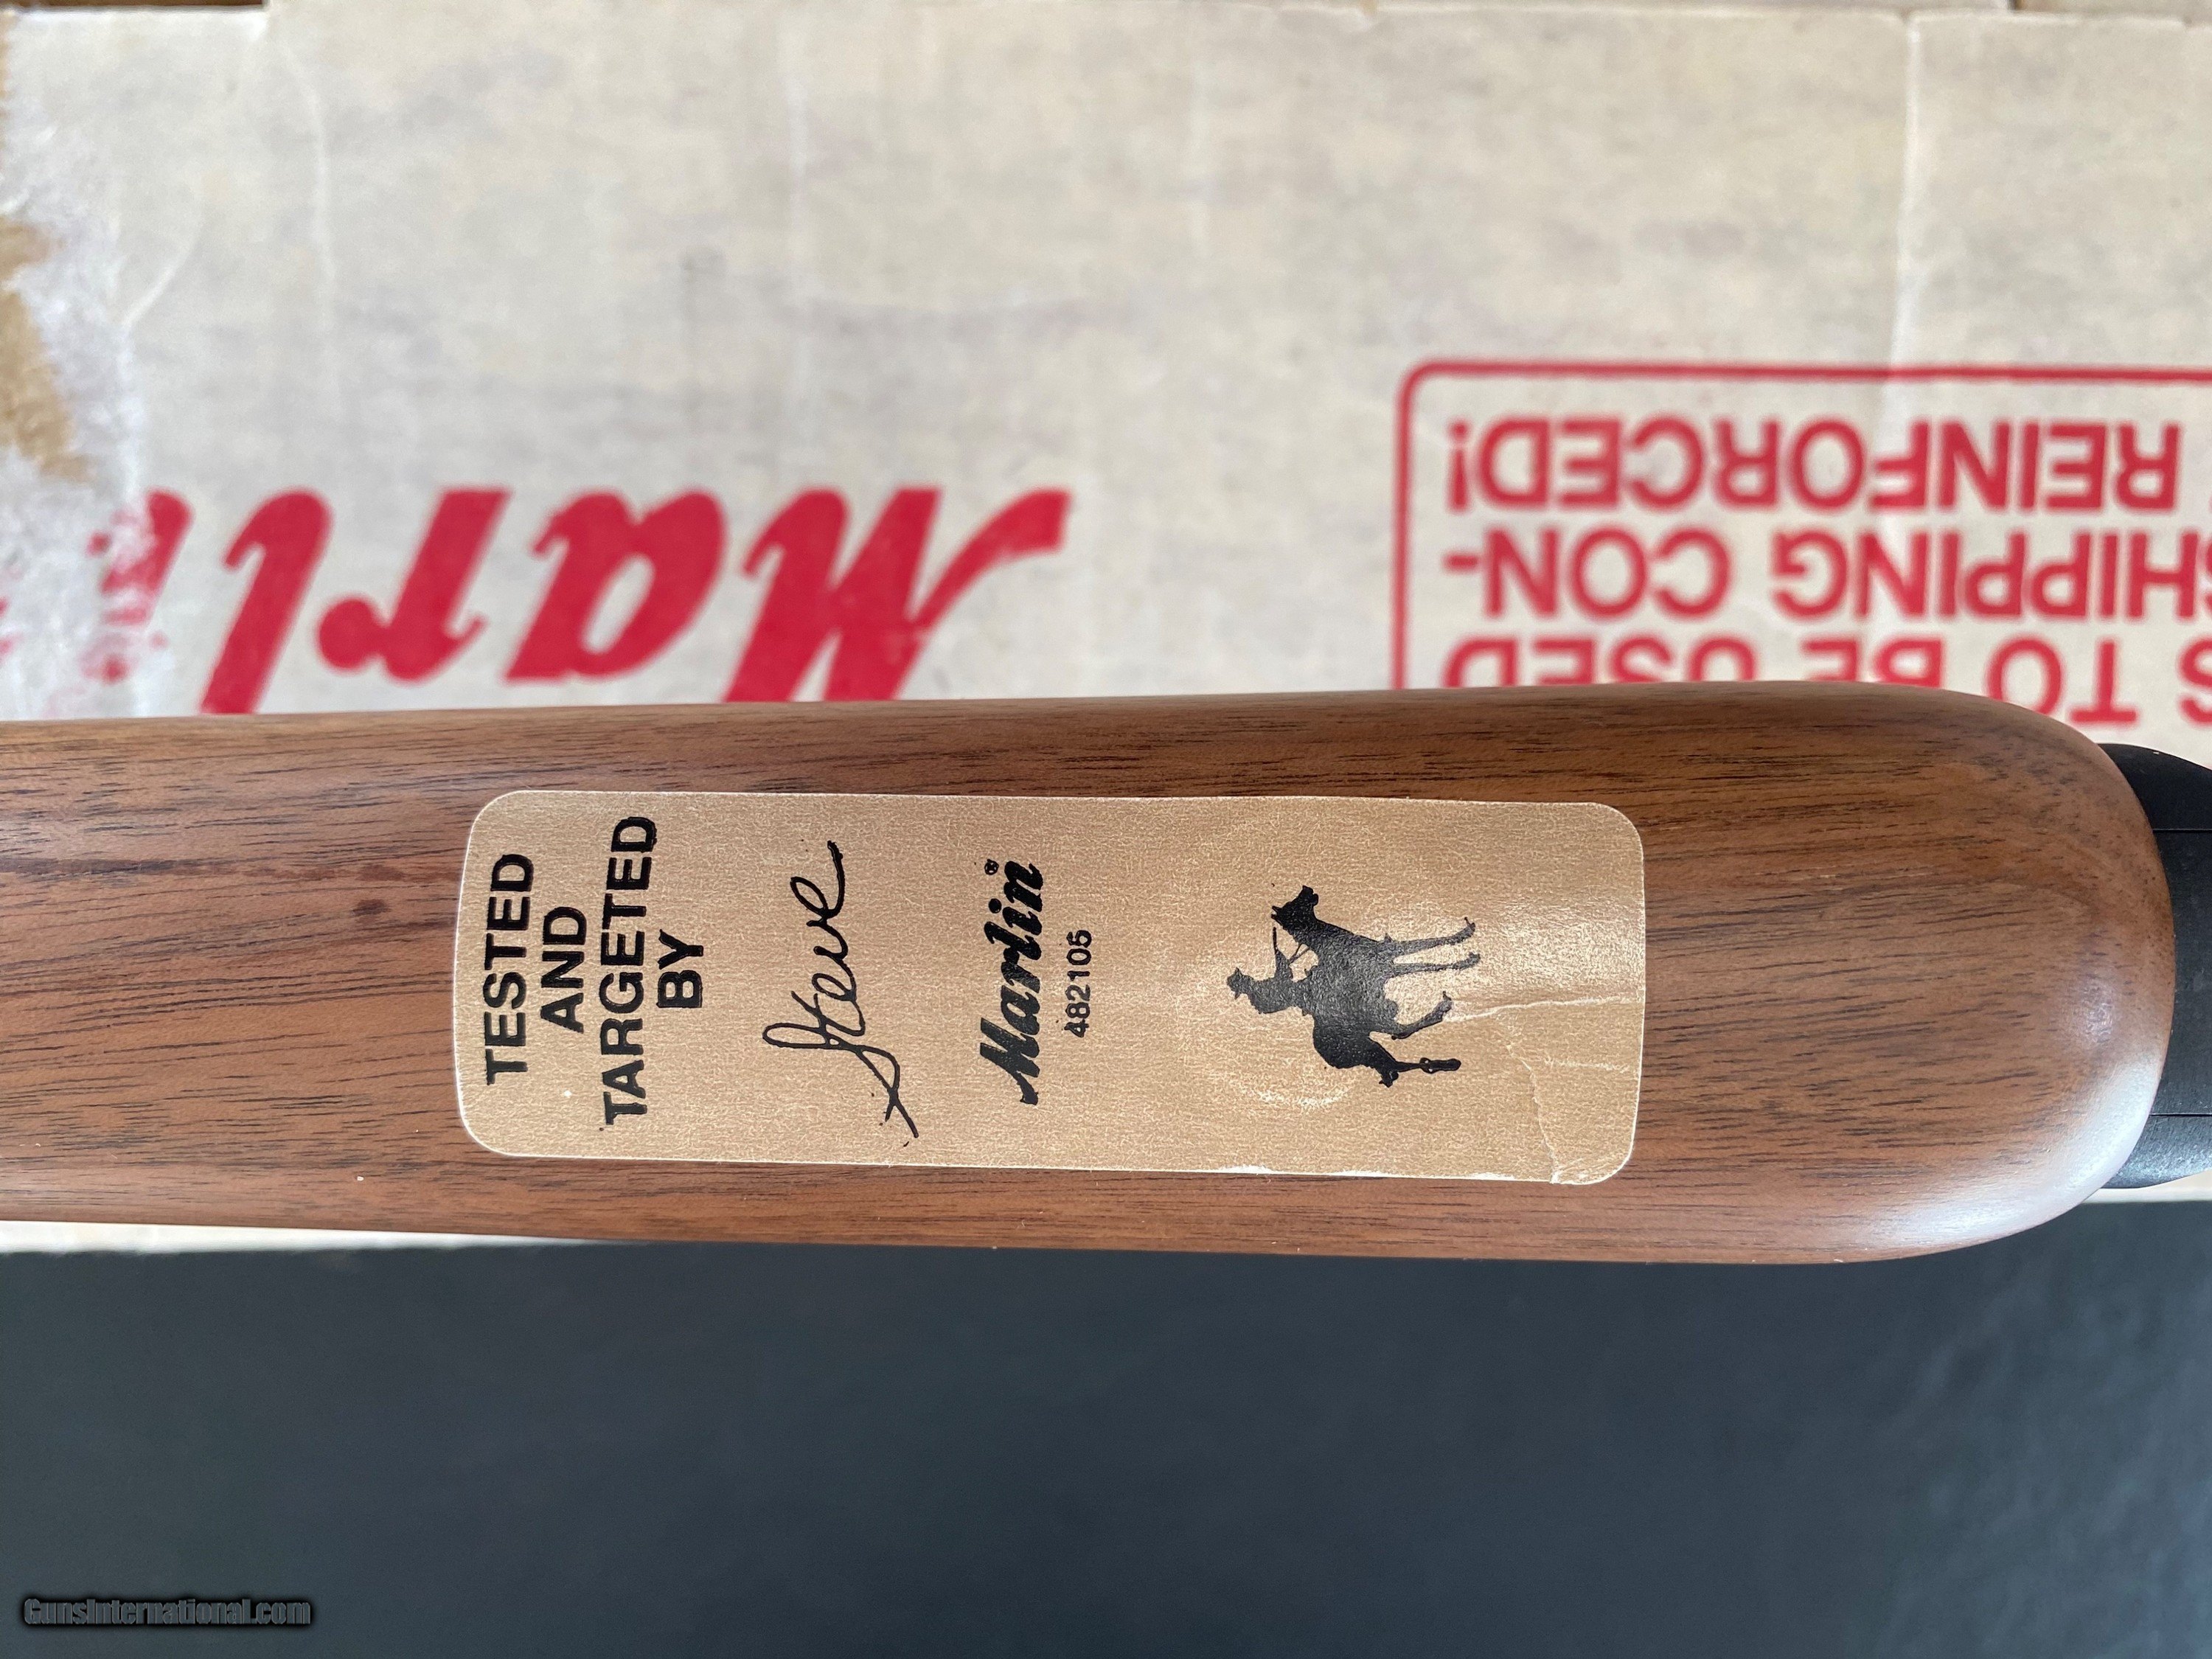 Marli
REINFORCED!
SHIPPING CON-
S TO BE USED
TESTED
AND
TARGETED
BY
Steve
Marlin®
482105
GunsInternational.com